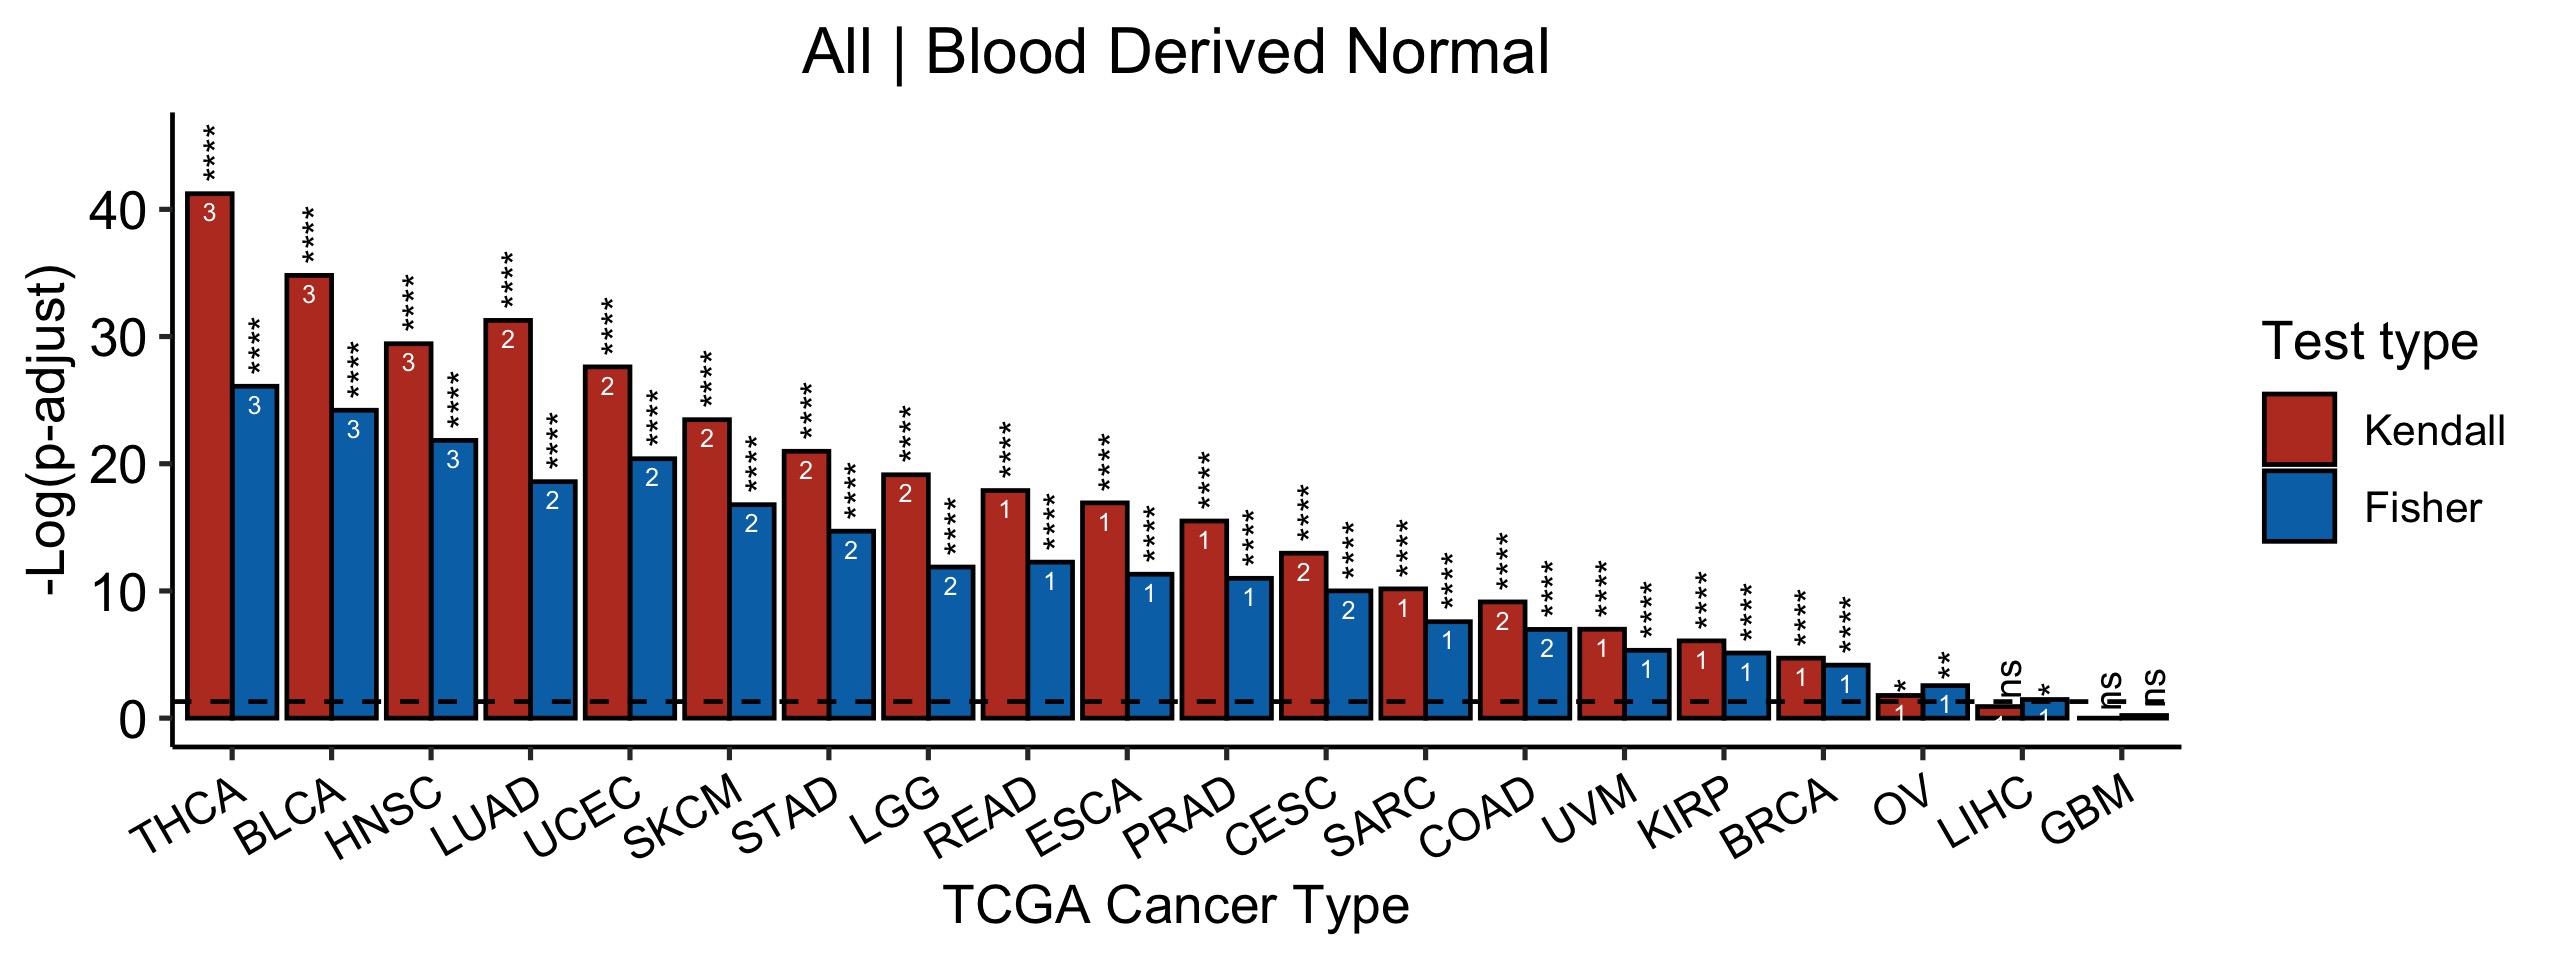 All | Blood Derived Normal
-Log(p-adjust)
40
30
20
10
0
**** **** **** **** **** **** **** **** **** **** **** **** **** **** **** **** **** **** **** **** **** **** **** **** **** **** **** **** **** **** **** **** **** **** * ** ns * ns ns
3 3 3 3 3 3 2 2 2 2 2 2 2 2 2 2 1 1 1 1 1 1 2 2 1 1 2 2 1 1 1 1 1 1 1 1 1 1
THCA BLCA HNSC LUAD UCEC SKCM STAD LGG READ ESCA PRAD CESC SARC COAD UVM KIRP BRCA OV LIHC GBM
TCGA Cancer Type
Test type
Kendall
Fisher